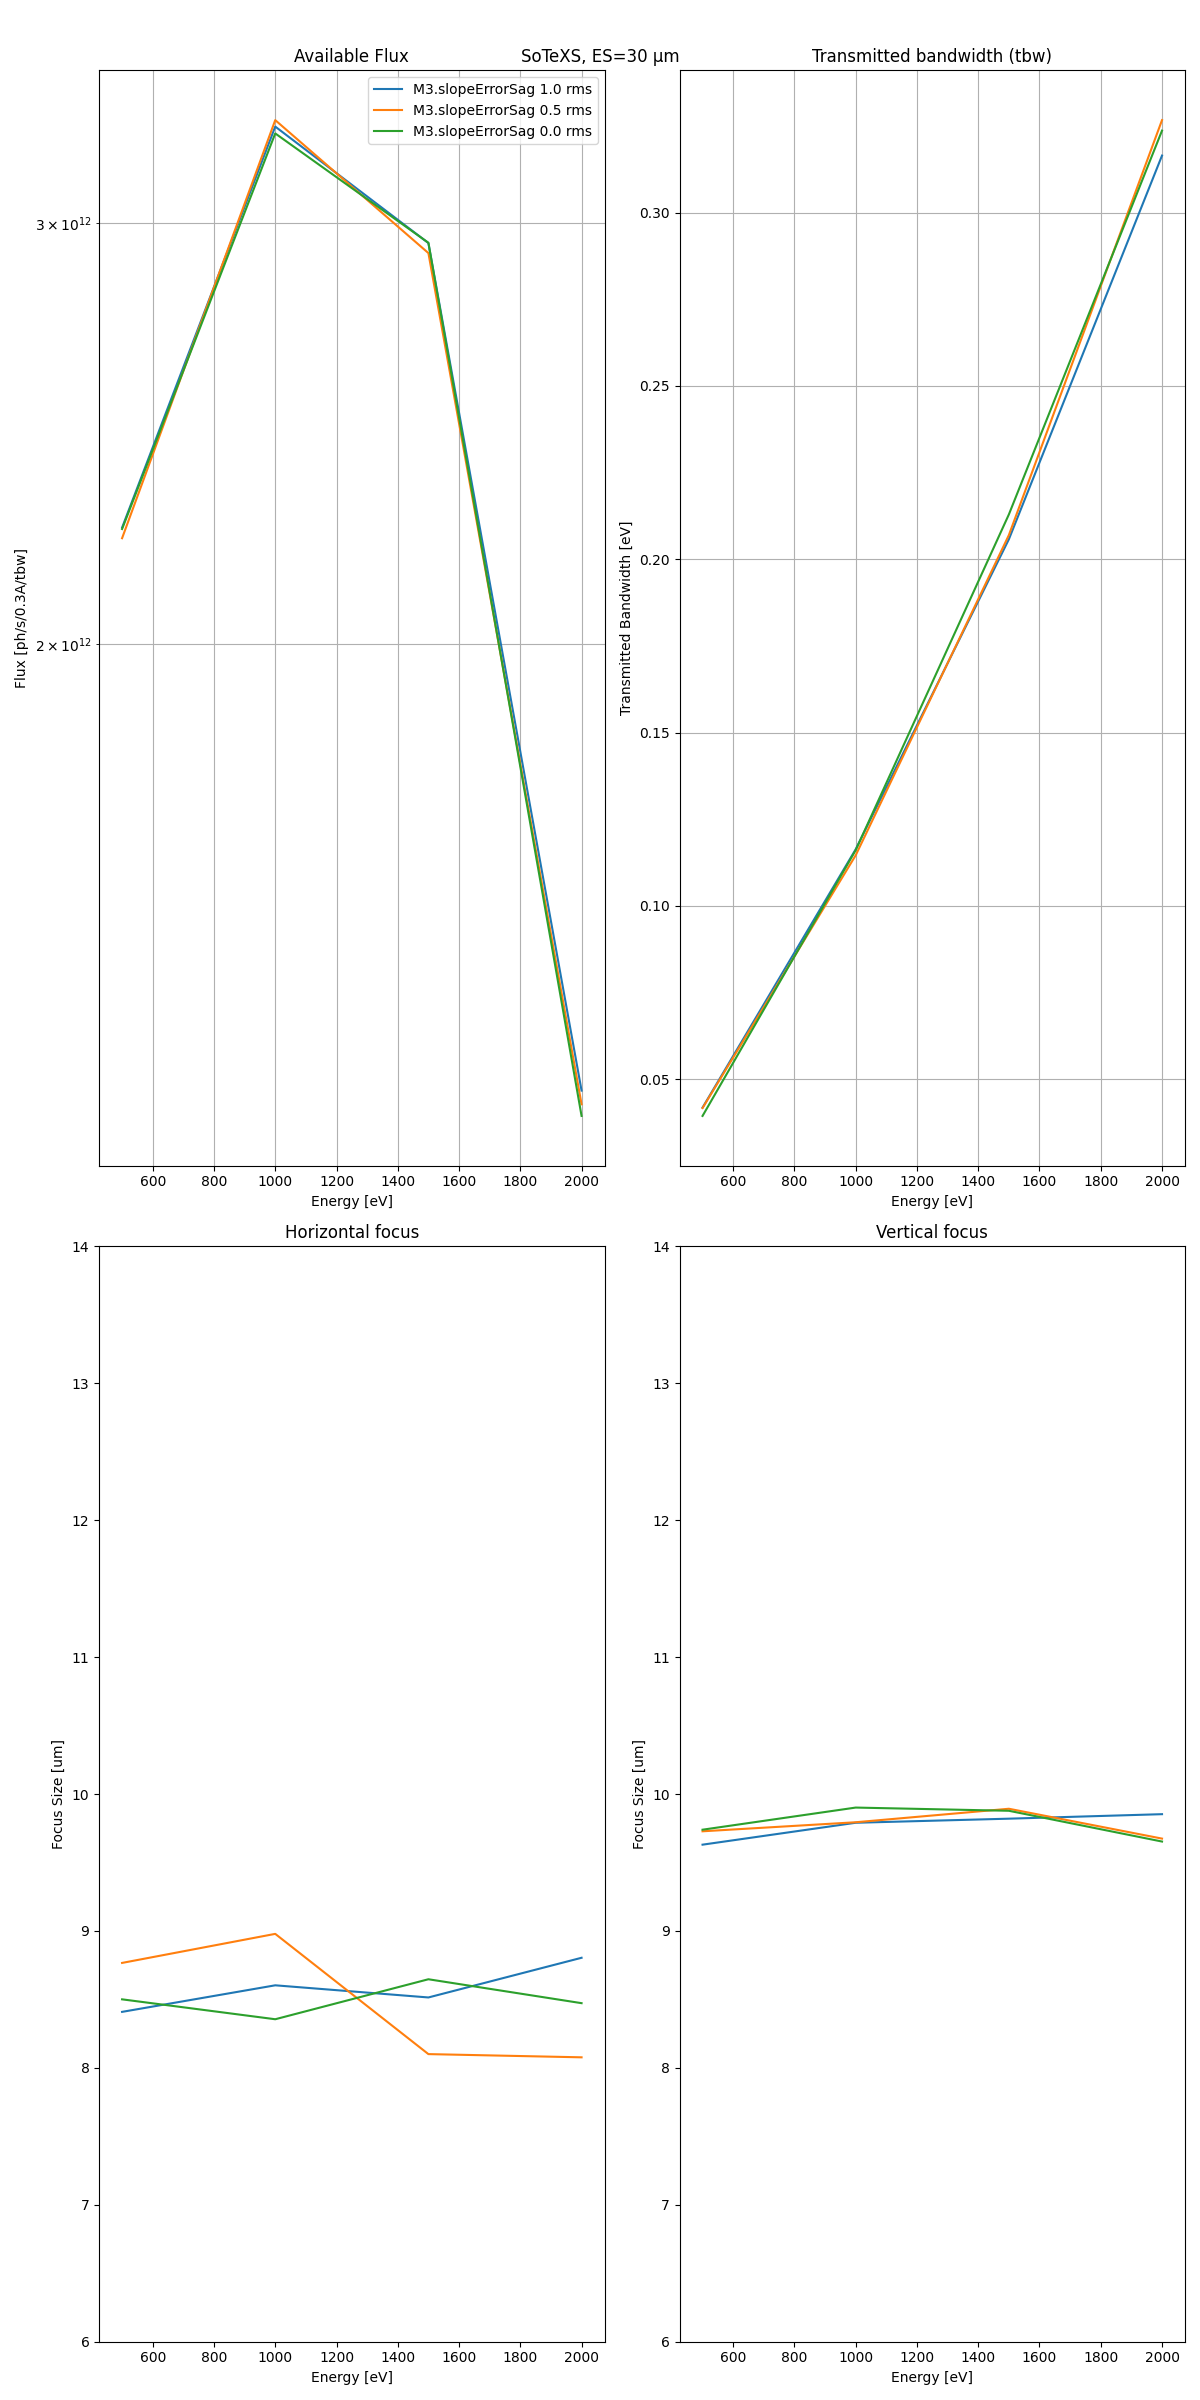 SoTeXS, ES=30 µm
Available Flux
M3.slopeErrorSag 1.0 rms
M3.slopeErrorSag 0.5 rms
M3.slopeErrorSag 0.0 rms
3 × 10¹²
2 × 10¹²
Flux [ph/s/0.3A/tbw]
600 800 1000 1200 1400 1600 1800 2000
Energy [eV]
Transmitted bandwidth (tbw)
0.30
0.25
0.20
0.15
0.10
0.05
Transmitted Bandwidth [eV]
600 800 1000 1200 1400 1600 1800 2000
Energy [eV]
Horizontal focus
14
13
12
11
10
9
8
7
6
Focus Size [um]
600 800 1000 1200 1400 1600 1800 2000
Energy [eV]
Vertical focus
14
13
12
11
10
9
8
7
6
Focus Size [um]
600 800 1000 1200 1400 1600 1800 2000
Energy [eV]